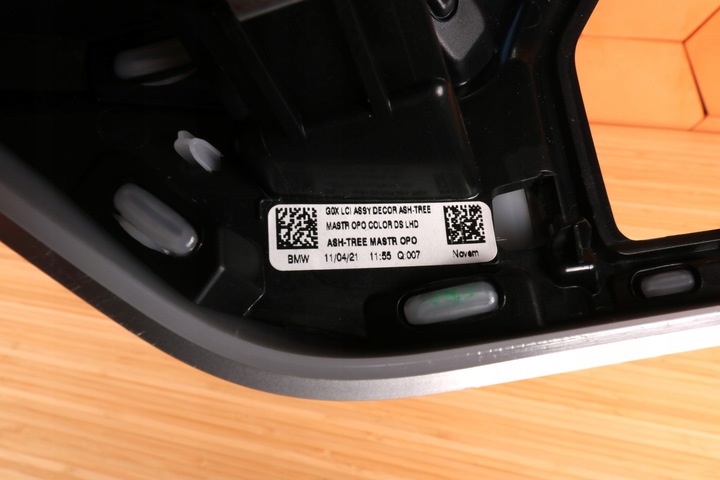 G0X LCI ASSY DECOR ASH-TREE
MASTR OPO COLOR DS LHD
ASH-TREE MASTR OPO
BMW 11/04/21 11:55 Q:007 Novem